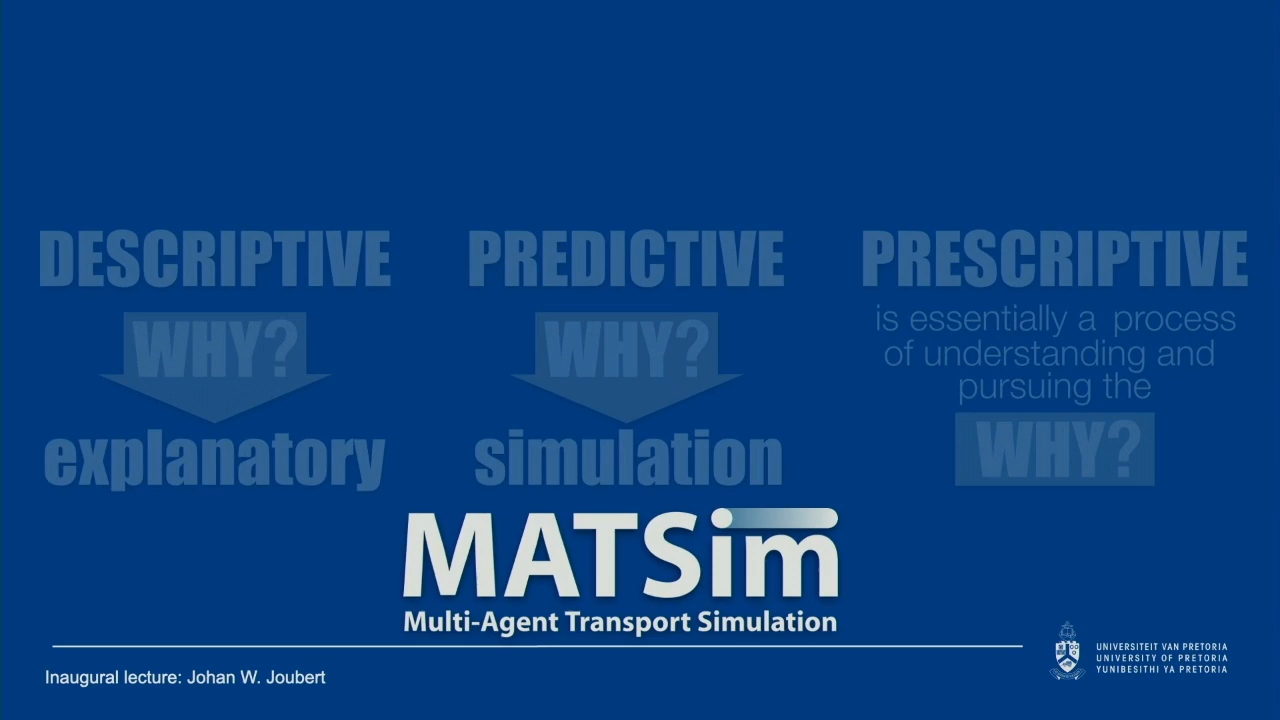 DESCRIPTIVE
WHY?
explanatory
PREDICTIVE
WHY?
simulation
PRESCRIPTIVE
is essentially a process
of understanding and
pursuing the
WHY?
MATSim
Multi-Agent Transport Simulation
Inaugural lecture: Johan W. Joubert
UNIVERSITEIT VAN PRETORIA
UNIVERSITY OF PRETORIA
YUNIBESITHI YA PRETORIA